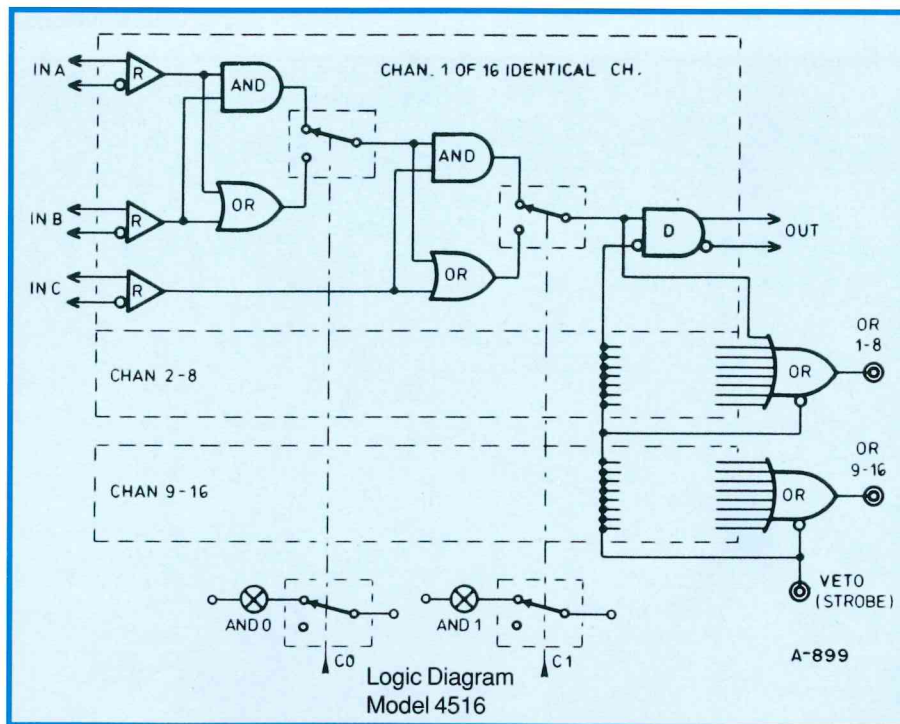 CHAN. 1 OF 16 IDENTICAL CH.
IN A
R
AND
OR
AND
IN B
R
OR
D
OUT
IN C
R
OR
1-8
CHAN 2-8
OR
OR
9-16
CHAN 9-16
OR
VETO
(STROBE)
AND 0
AND 1
C0
C1
A-899
Logic Diagram
Model 4516